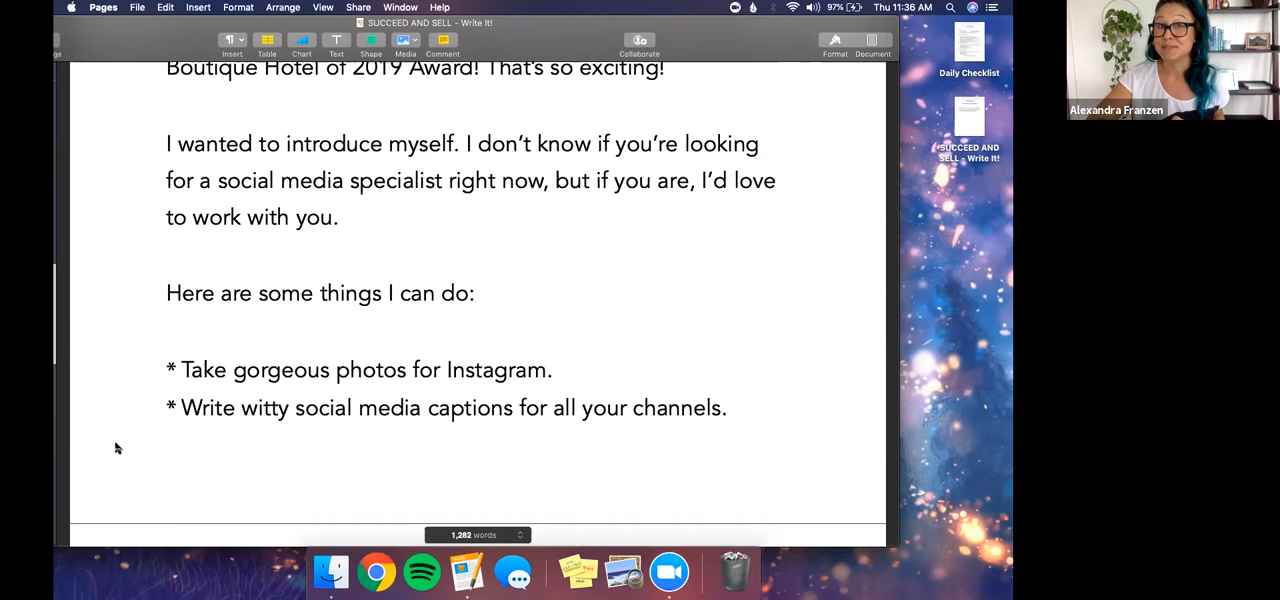 Pages File Edit Insert Format Arrange View Share Window Help 97% Thu 11:36 AM
SUCCEED AND SELL - Write It!
Insert Table Chart Text Shape Media Comment Collaborate Format Document
Boutique Hotel of 2019 Award! That's so exciting!
I wanted to introduce myself. I don't know if you're looking
for a social media specialist right now, but if you are, I'd love
to work with you.
Here are some things I can do:
* Take gorgeous photos for Instagram.
* Write witty social media captions for all your channels.
1,282 words
Daily Checklist
SUCCEED AND
SELL - Write It!
Alexandra Franzen